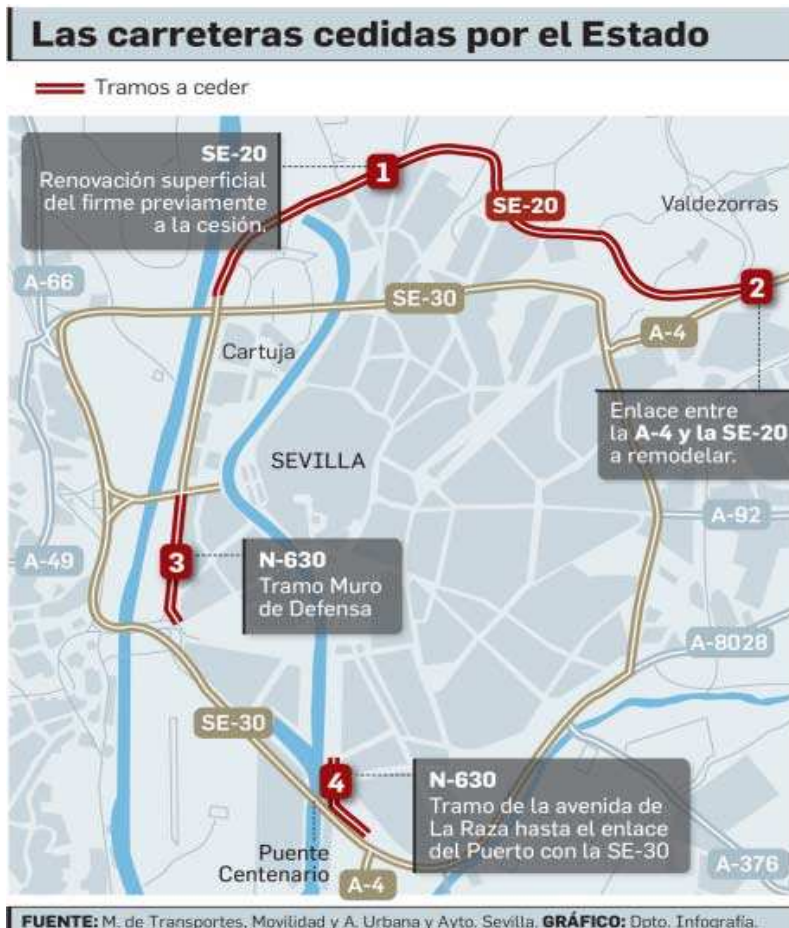 Las carreteras cedidas por el Estado
Tramos a ceder
SE-20
Renovación superficial
del firme previamente
a la cesión.
1
SE-20
Valdezorras
A-66
2
SE-30
A-4
Cartuja
Enlace entre
la A-4 y la SE-20
a remodelar.
SEVILLA
A-92
A-49
3
N-630
Tramo Muro
de Defensa
A-8028
SE-30
4
N-630
Tramo de la avenida de
La Raza hasta el enlace
del Puerto con la SE-30
Puente
Centenario
A-4
A-376
FUENTE: M. de Transportes, Movilidad y A. Urbana y Ayto. Sevilla. GRÁFICO: Dpto. Infografía.